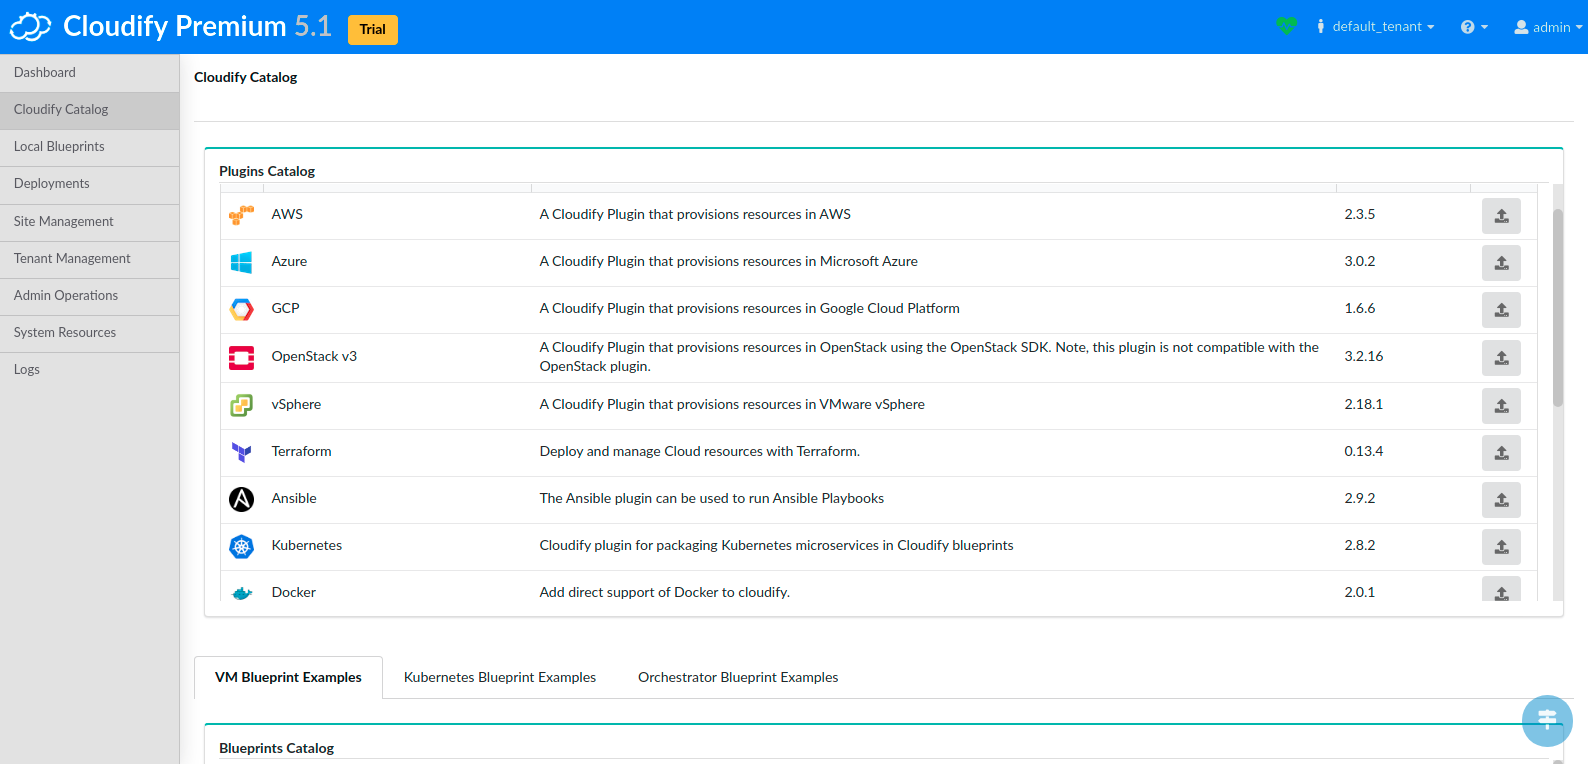 Cloudify Premium 5.1 Trial default_tenant admin
Dashboard
Cloudify Catalog
Local Blueprints
Deployments
Site Management
Tenant Management
Admin Operations
System Resources
Logs
Cloudify Catalog
Plugins Catalog
AWS A Cloudify Plugin that provisions resources in AWS 2.3.5
Azure A Cloudify Plugin that provisions resources in Microsoft Azure 3.0.2
GCP A Cloudify Plugin that provisions resources in Google Cloud Platform 1.6.6
OpenStack v3 A Cloudify Plugin that provisions resources in OpenStack using the OpenStack SDK. Note, this plugin is not compatible with the
OpenStack plugin. 3.2.16
vSphere A Cloudify Plugin that provisions resources in VMware vSphere 2.18.1
Terraform Deploy and manage Cloud resources with Terraform. 0.13.4
Ansible The Ansible plugin can be used to run Ansible Playbooks 2.9.2
Kubernetes Cloudify plugin for packaging Kubernetes microservices in Cloudify blueprints 2.8.2
Docker Add direct support of Docker to cloudify. 2.0.1
VM Blueprint Examples Kubernetes Blueprint Examples Orchestrator Blueprint Examples
Blueprints Catalog